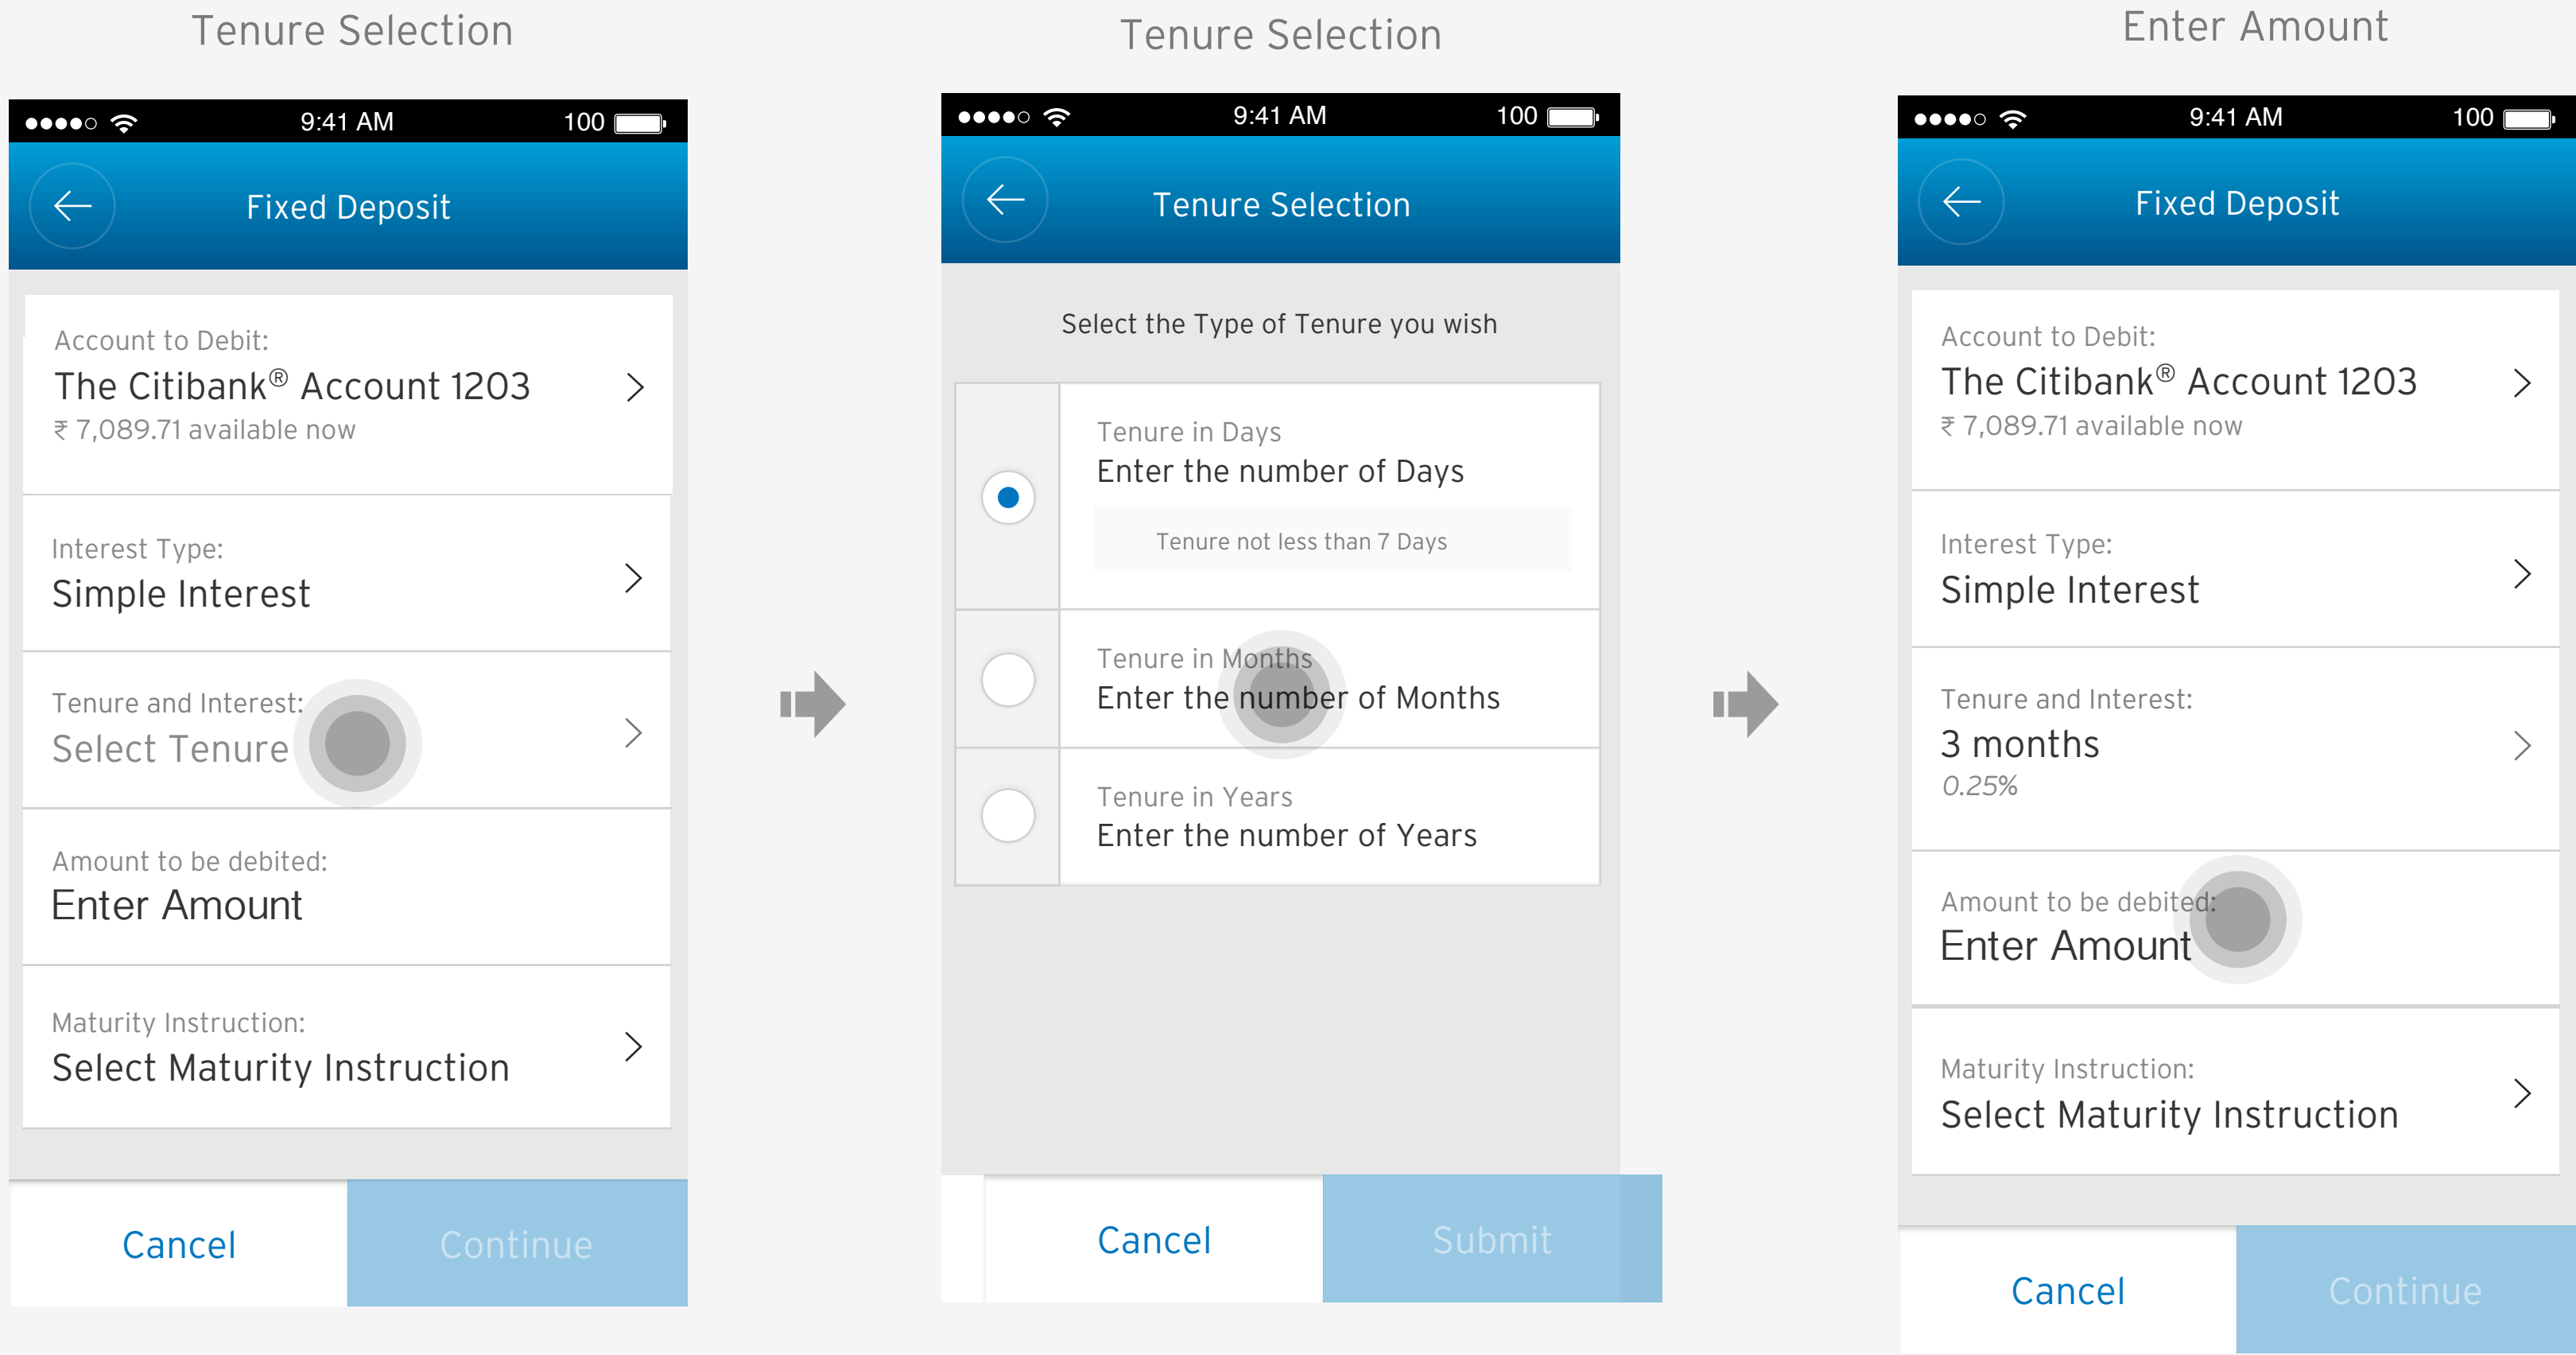 Tenure Selection
9:41 AM
100
Fixed Deposit
Account to Debit:
The Citibank® Account 1203
₹ 7,089.71 available now
Interest Type:
Simple Interest
Tenure and Interest:
Select Tenure
Amount to be debited:
Enter Amount
Maturity Instruction:
Select Maturity Instruction
Cancel
Continue
Tenure Selection
9:41 AM
100
Tenure Selection
Select the Type of Tenure you wish
Tenure in Days
Enter the number of Days
Tenure not less than 7 Days
Tenure in Months
Enter the number of Months
Tenure in Years
Enter the number of Years
Cancel
Submit
Enter Amount
9:41 AM
100
Fixed Deposit
Account to Debit:
The Citibank® Account 1203
₹ 7,089.71 available now
Interest Type:
Simple Interest
Tenure and Interest:
3 months
0.25%
Amount to be debited:
Enter Amount
Maturity Instruction:
Select Maturity Instruction
Cancel
Continue